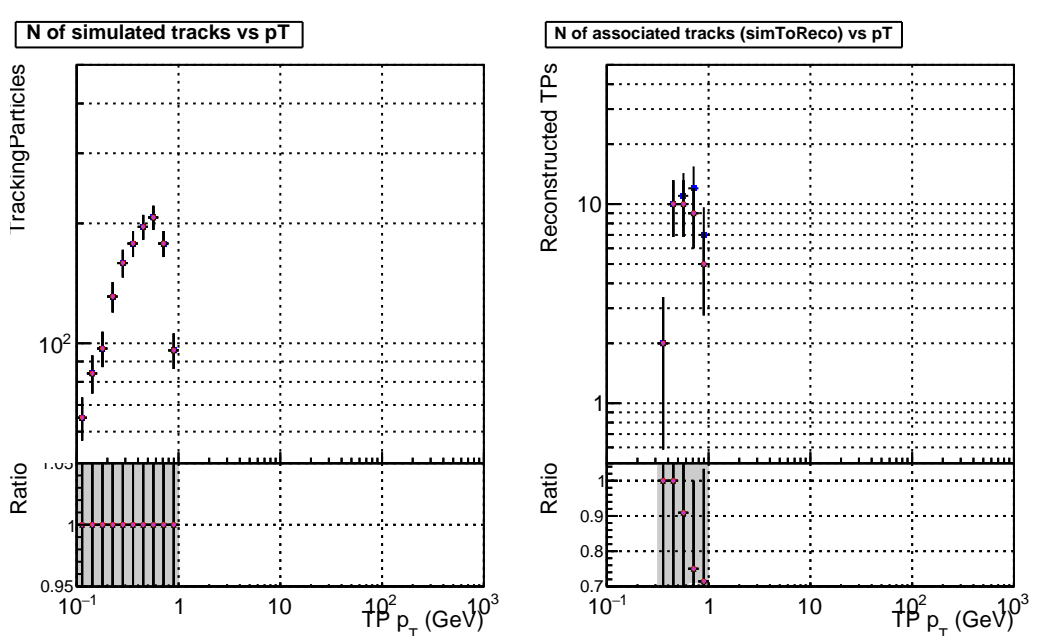 N of simulated tracks vs pT
TrackingParticles
10²
Ratio
1.05
1
0.95
10⁻¹
1
10
10²
10³
TP p_T (GeV)
N of associated tracks (simToReco) vs pT
Reconstructed TPs
10
1
Ratio
1
0.9
0.8
0.7
10⁻¹
1
10
10²
10³
TP p_T (GeV)